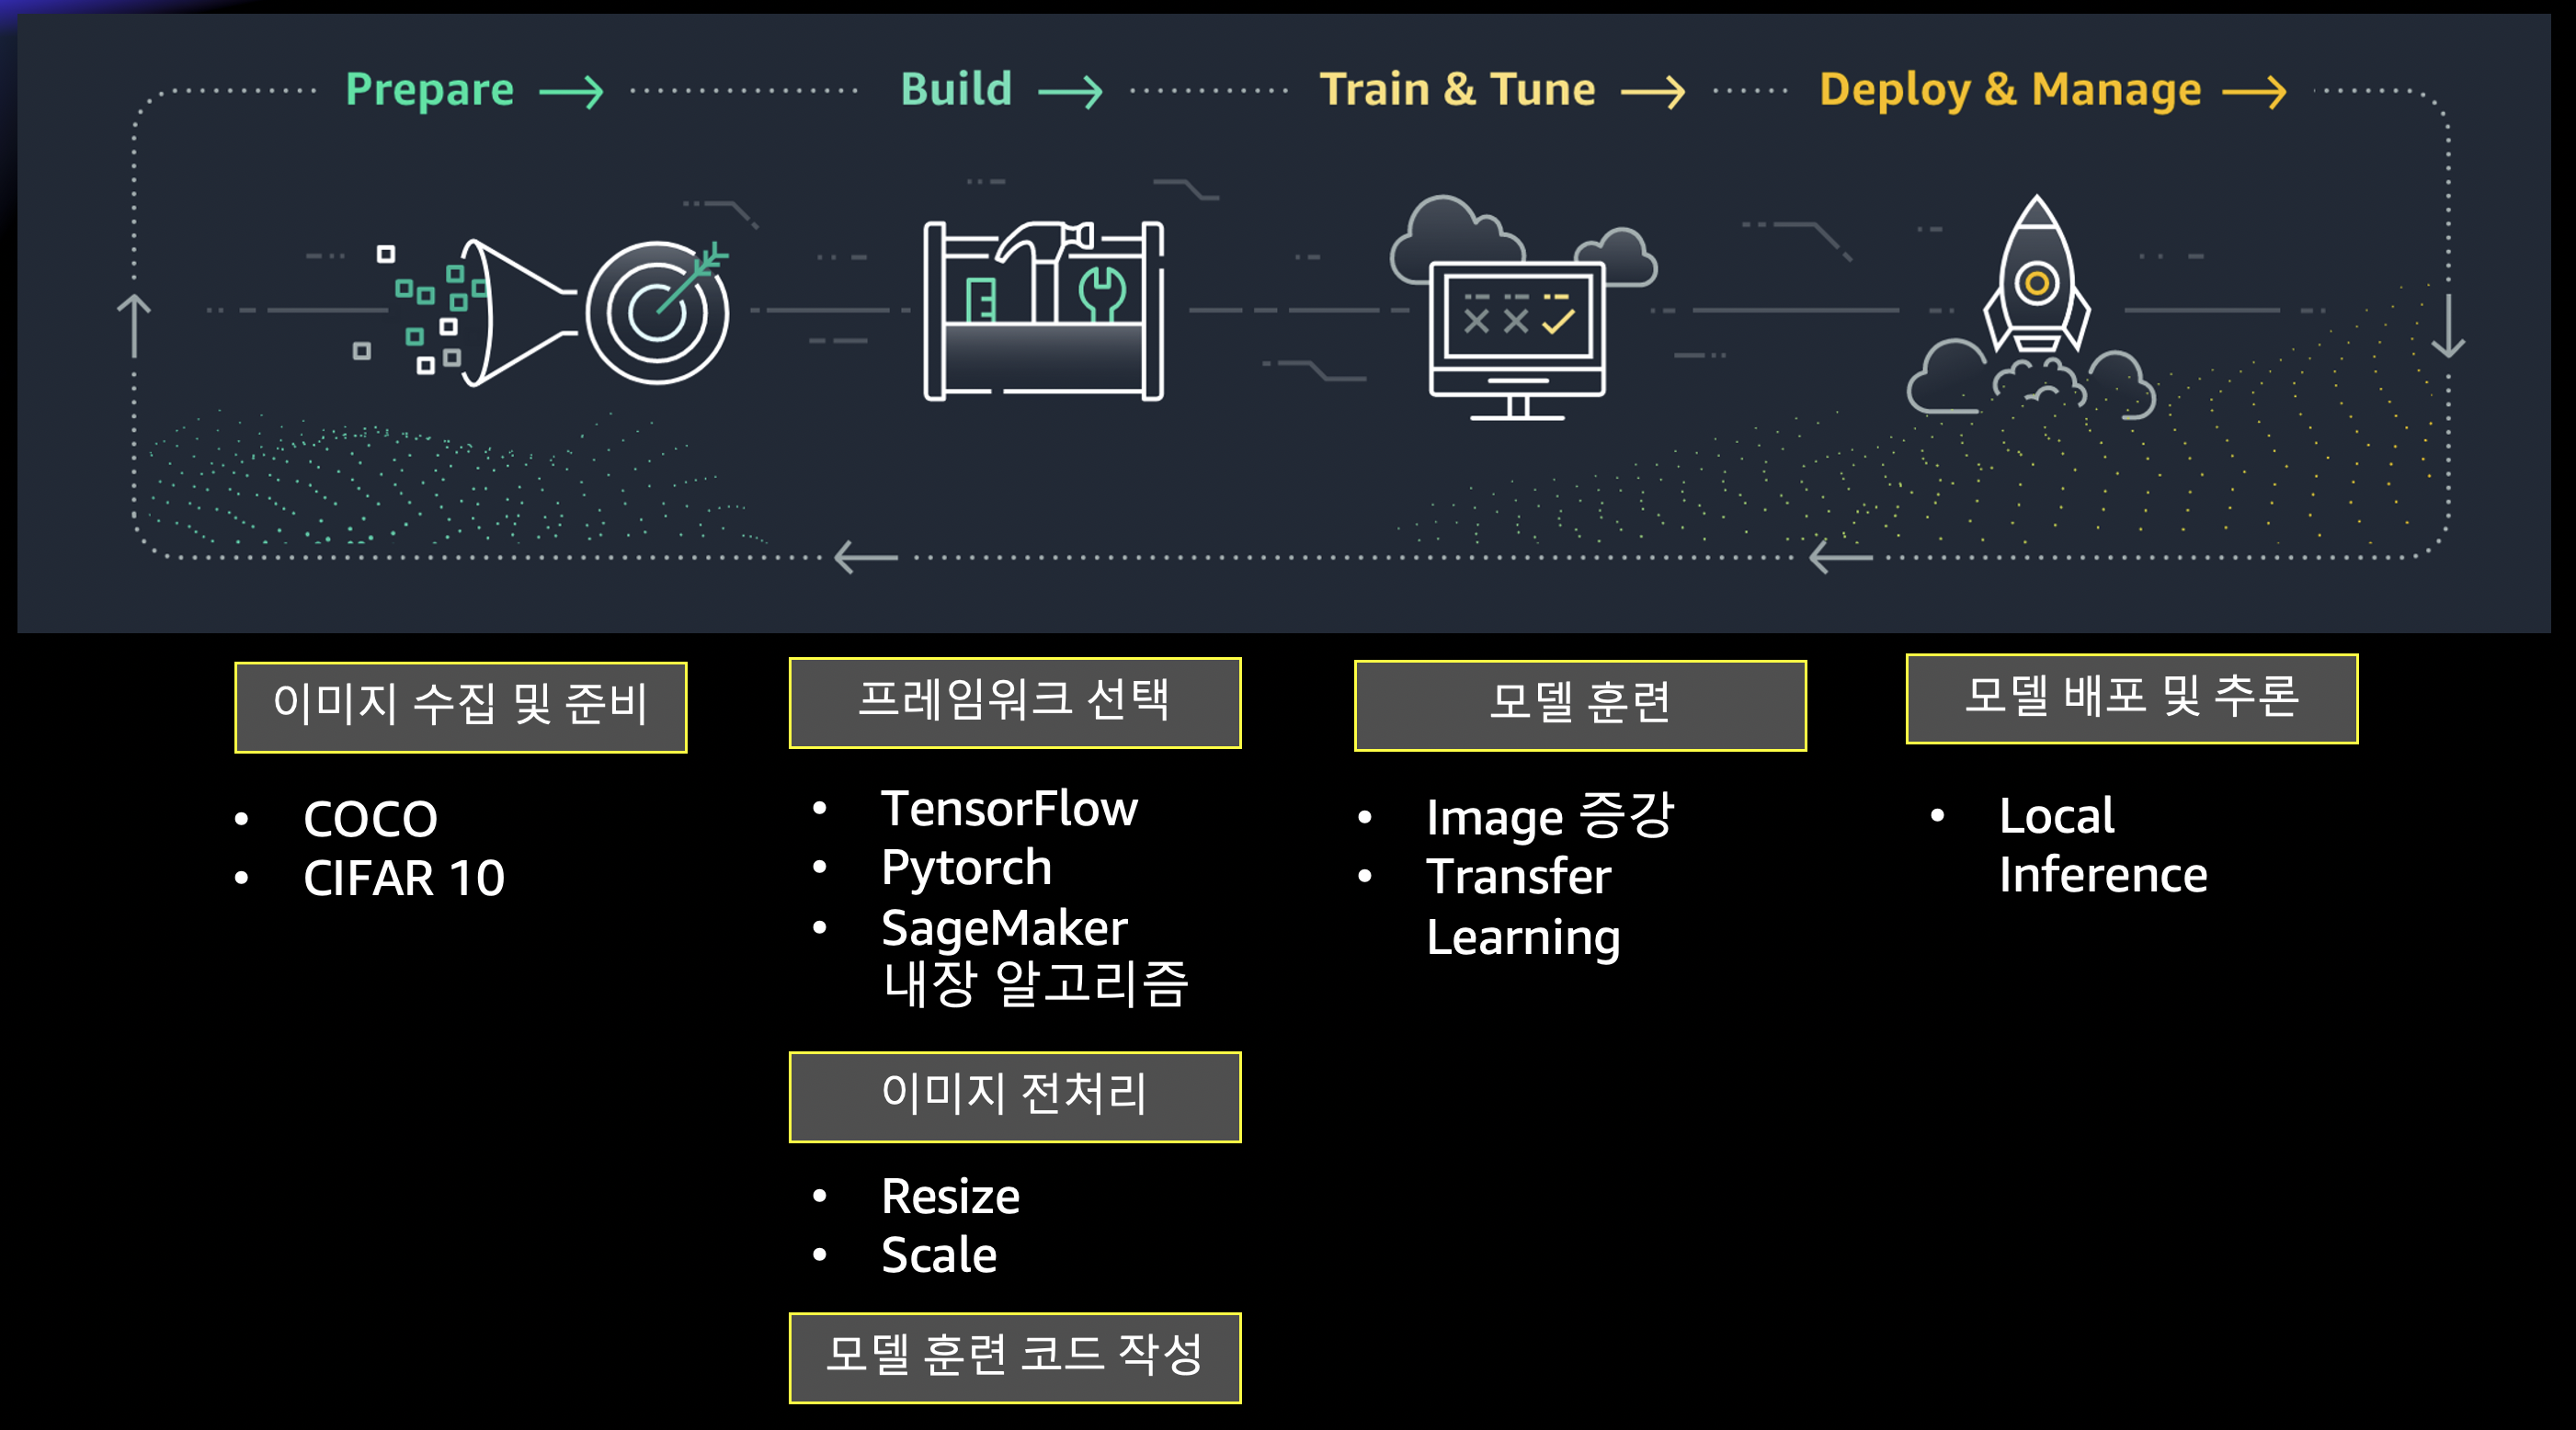 Prepare
Build
Train & Tune
Deploy & Manage
이미지 수집 및 준비
• COCO
• CIFAR 10
프레임워크 선택
• TensorFlow
• Pytorch
• SageMaker
내장 알고리즘
이미지 전처리
• Resize
• Scale
모델 훈련 코드 작성
모델 훈련
• Image 증강
• Transfer
Learning
모델 배포 및 추론
• Local
Inference